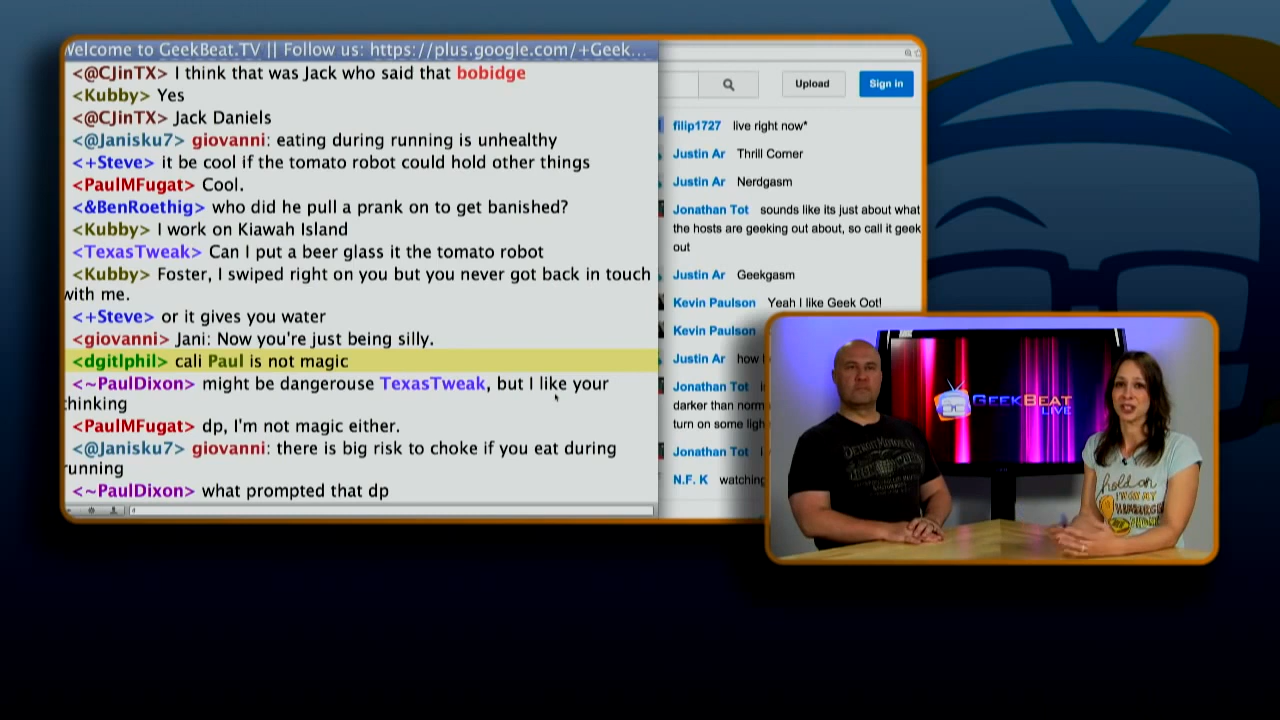 Welcome to GeekBeat.TV || Follow us: https://plus.google.com/+Geek...
<@CJinTX> I think that was Jack who said that bobidge
<Kubby> Yes
<@CJinTX> Jack Daniels
<@Janisku7> giovanni: eating during running is unhealthy
<+Steve> it be cool if the tomato robot could hold other things
<PaulMFugat> Cool.
<&BenRoethig> who did he pull a prank on to get banished?
<Kubby> I work on Kiawah Island
<TexasTweak> Can I put a beer glass it the tomato robot
<Kubby> Foster, I swiped right on you but you never got back in touch
with me.
<+Steve> or it gives you water
<giovanni> Jani: Now you're just being silly.
<dgitlphil> cali Paul is not magic
<~PaulDixon> might be dangerouse TexasTweak, but I like your
thinking
<PaulMFugat> dp, I'm not magic either.
<@Janisku7> giovanni: there is big risk to choke if you eat during
running
<~PaulDixon> what prompted that dp
Upload
Sign in
filip1727 live right now*
Justin Ar Thrill Corner
Justin Ar Nerdgasm
Jonathan Tot sounds like its just about what
the hosts are geeking out about, so call it geek
out
Justin Ar Geekgasm
Kevin Paulson Yeah I like Geek Oot!
Kevin Paulson
Justin Ar how
Jonathan Tot
darker than norm
turn on some ligh
Jonathan Tot
N.F. K watching
GEEKBEAT
LIVE
hold on